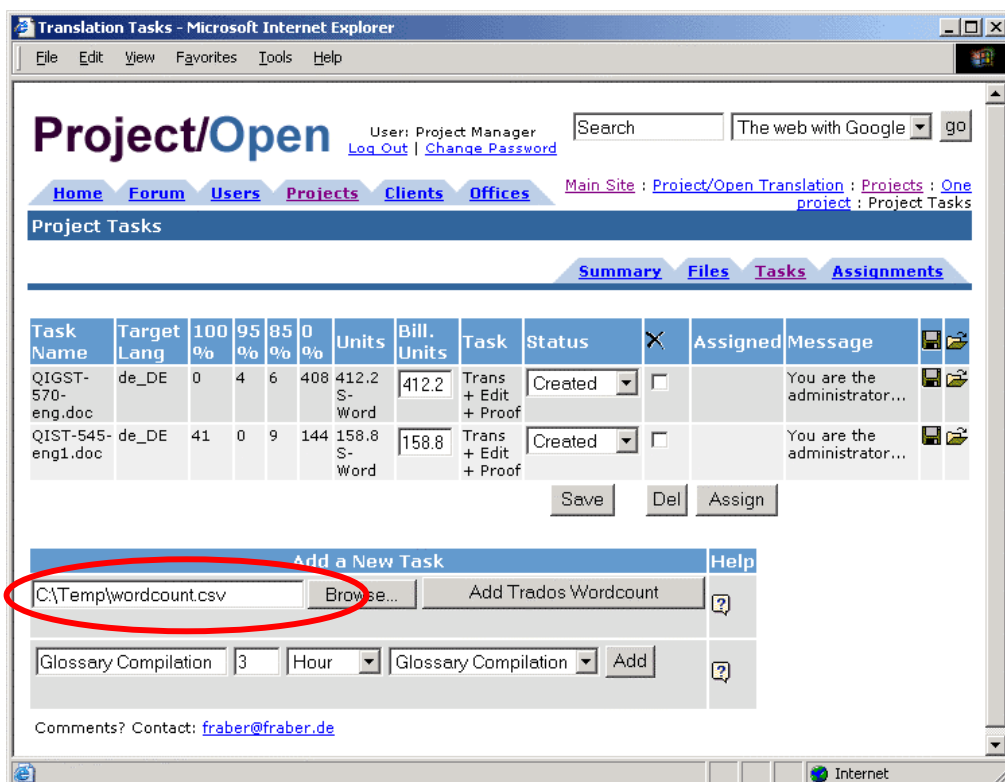 Translation Tasks - Microsoft Internet Explorer
File Edit View Favorites Tools Help
Project/Open
User: Project Manager
Log Out | Change Password
Search
The web with Google
go
Home Forum Users Projects Clients Offices
Main Site : Project/Open Translation : Projects : One
project : Project Tasks
Project Tasks
Summary Files Tasks Assignments
Task Name Target Lang 100 % 95 % 85 % 0 % Units Bill. Units Task Status Assigned Message
QIGST-570-eng.doc de_DE 0 4 6 408 412.2 S-Word 412.2 Trans + Edit + Proof Created You are the administrator...
QIST-545-eng1.doc de_DE 41 0 9 144 158.8 S-Word 158.8 Trans + Edit + Proof Created You are the administrator...
Save Del Assign
Add a New Task Help
C:\Temp\wordcount.csv Browse... Add Trados Wordcount ?
Glossary Compilation 3 Hour Glossary Compilation Add ?
Comments? Contact: fraber@fraber.de
Internet